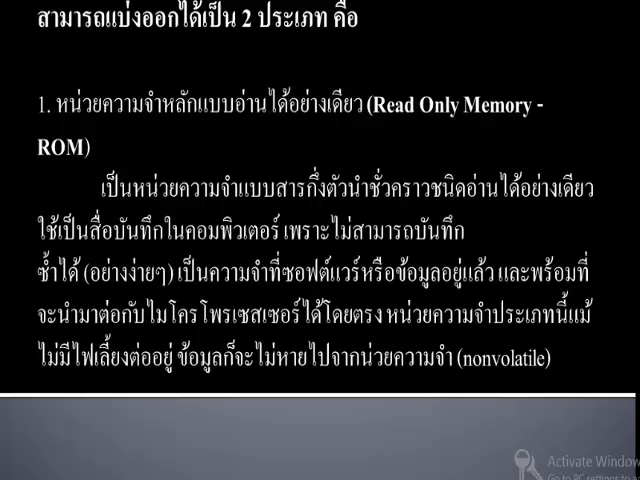 สามารถแบ่งออกได้เป็น 2 ประเภท คือ
1. หน่วยความจำหลักแบบอ่านได้อย่างเดียว (Read Only Memory -
ROM)
เป็นหน่วยความจำแบบสารกึ่งตัวนำชั่วคราวชนิดอ่านได้อย่างเดียว
ใช้เป็นสื่อบันทึกในคอมพิวเตอร์ เพราะไม่สามารถบันทึก
ซ้ำได้ (อย่างง่ายๆ) เป็นความจำที่ซอฟต์แวร์หรือข้อมูลอยู่แล้ว และพร้อมที่
จะนำมาต่อกับไมโครโพรเซสเซอร์ได้โดยตรง หน่วยความจำประเภทนี้แม้
ไม่มีไฟเลี้ยงต่ออยู่ ข้อมูลก็จะไม่หายไปจากน่วยความจำ (nonvolatile)
Activate Window
Go to PC settings to a